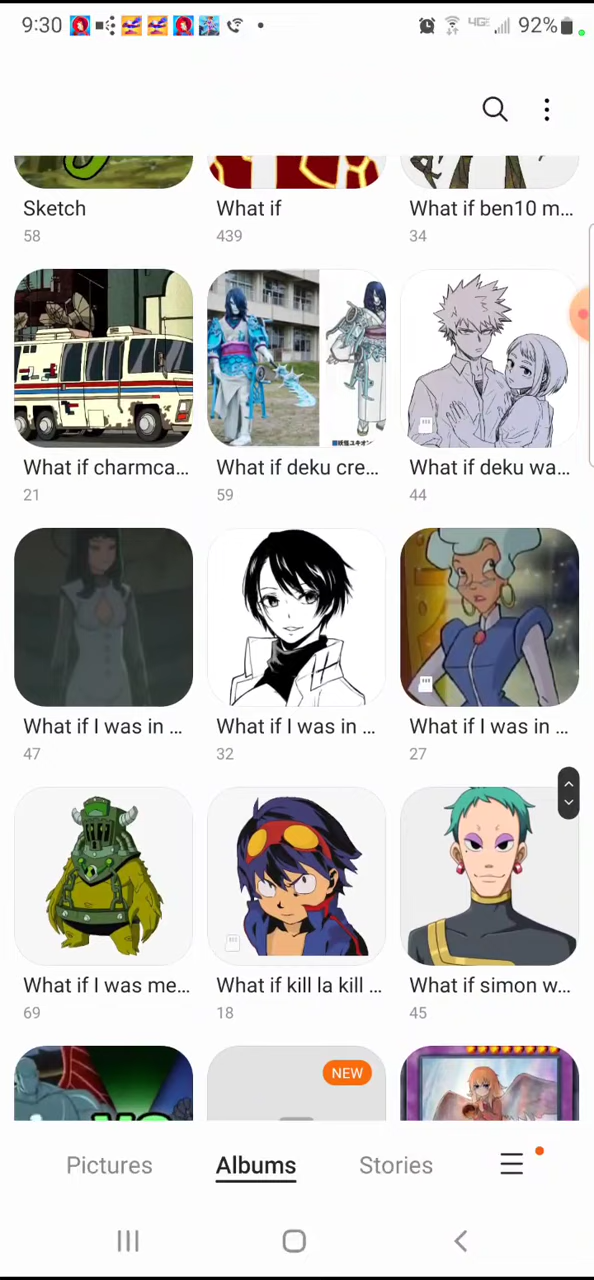 9:30
4GE
92%
Sketch
What if
What if ben10 m...
58
439
34
What if charmca...
What if deku cre...
What if deku wa...
21
59
44
What if I was in ...
What if I was in ...
What if I was in ...
47
32
27
What if I was me...
What if kill la kill ...
What if simon w...
69
18
45
NEW
Pictures
Albums
Stories